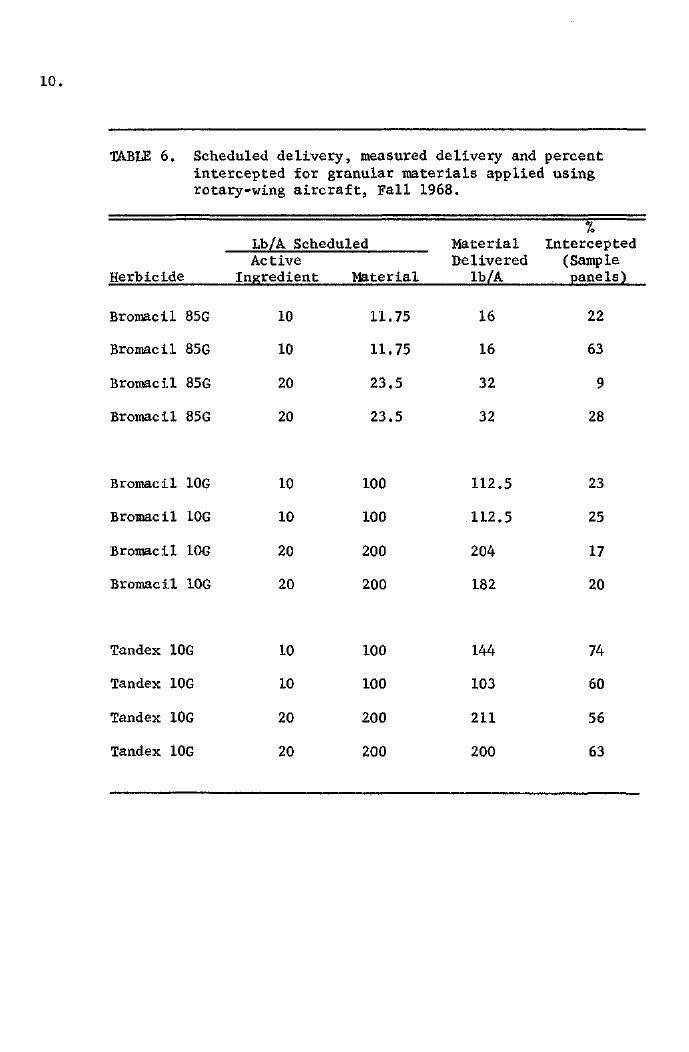 10.
TABLE 6. Scheduled delivery, measured delivery and percent
intercepted for granular materials applied using
rotary-wing aircraft, Fall 1968.
%
Lb/A Scheduled Material Intercepted
Active Delivered (Sample
Herbicide Ingredient Material lb/A panels)
Bromacil 85G 10 11.75 16 22
Bromacil 85G 10 11.75 16 63
Bromacil 85G 20 23.5 32 9
Bromacil 85G 20 23.5 32 28
Bromacil 10G 10 100 112.5 23
Bromacil 10G 10 100 112.5 25
Bromacil 10G 20 200 204 17
Bromacil 10G 20 200 182 20
Tandex 10G 10 100 144 74
Tandex 10G 10 100 103 60
Tandex 10G 20 200 211 56
Tandex 10G 20 200 200 63